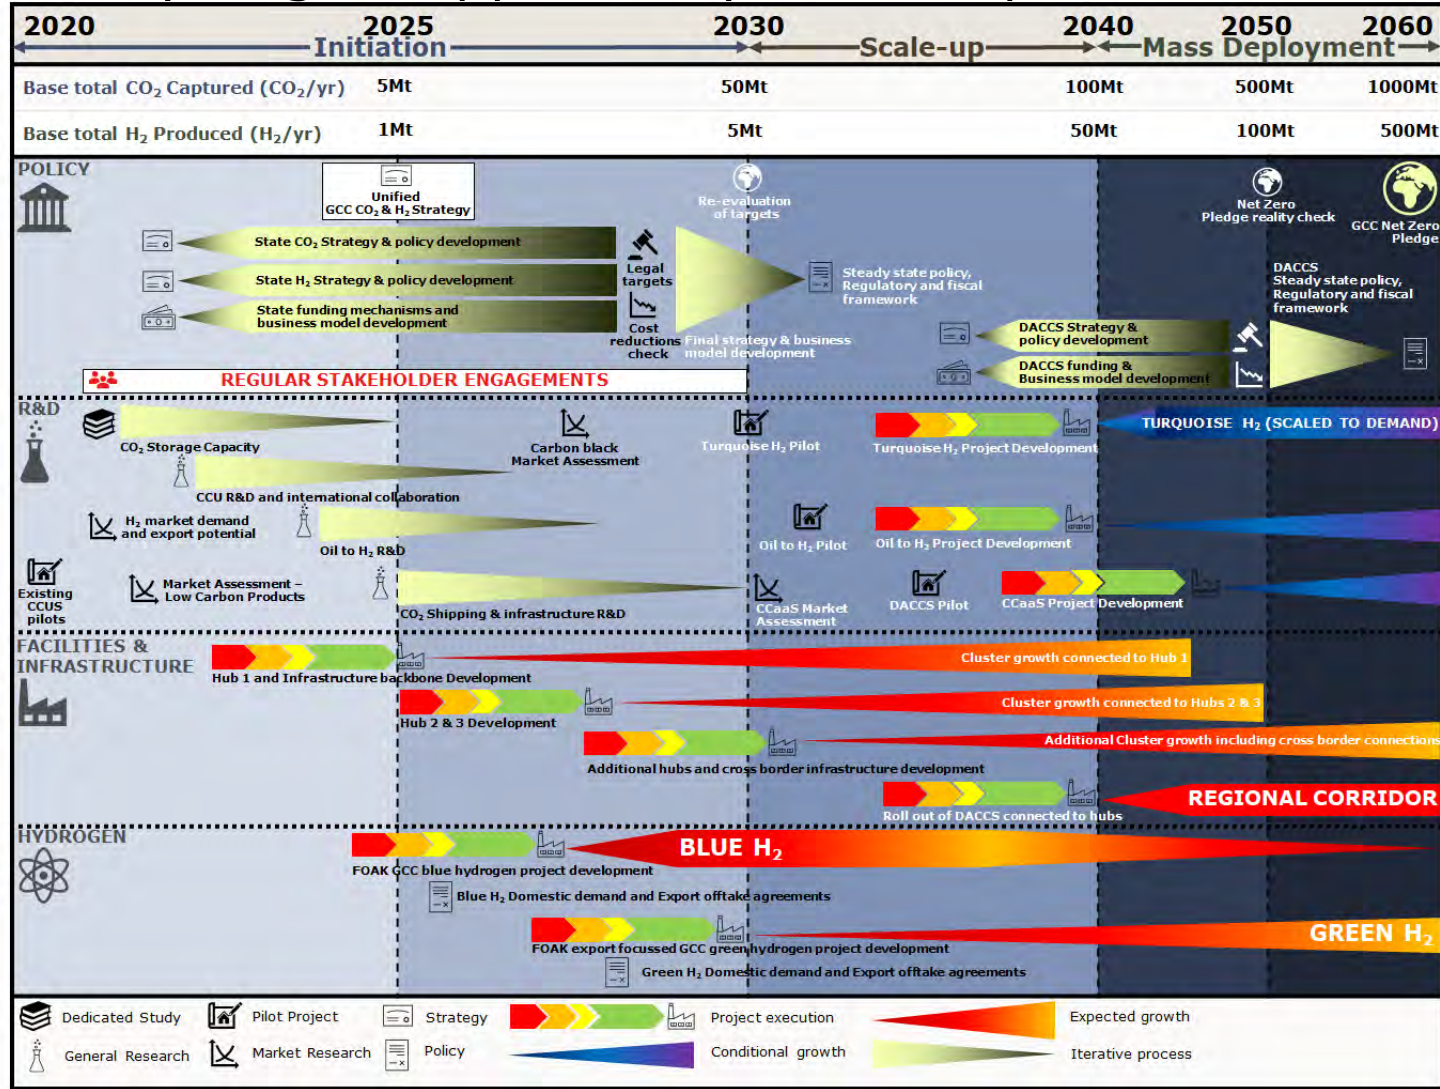 2020 2025 2030 2040 2050 2060
Initiation Scale-up Mass Deployment
Base total CO₂ Captured (CO₂/yr) 5Mt 50Mt 100Mt 500Mt 1000Mt
Base total H₂ Produced (H₂/yr) 1Mt 5Mt 50Mt 100Mt 500Mt
POLICY
Unified
GCC CO₂ & H₂ Strategy
Re-evaluation
of targets
Net Zero
Pledge reality check
GCC Net Zero
Pledge
State CO₂ Strategy & policy development
State H₂ Strategy & policy development
State funding mechanisms and
business model development
Legal
targets
Cost
reductions
check
Final strategy & business
model development
Steady state policy,
Regulatory and fiscal
framework
DACCS Strategy &
policy development
DACCS funding &
Business model development
DACCS
Steady state policy,
Regulatory and fiscal
framework
REGULAR STAKEHOLDER ENGAGEMENTS
R&D
CO₂ Storage Capacity
Carbon black
Market Assessment
Turquoise H₂ Pilot
Turquoise H₂ Project Development
TURQUOISE H₂ (SCALED TO DEMAND)
CCU R&D and international collaboration
H₂ market demand
and export potential
Oil to H₂ R&D
Oil to H₂ Pilot
Oil to H₂ Project Development
Existing
CCUS
pilots
Market Assessment –
Low Carbon Products
CO₂ Shipping & infrastructure R&D
CCaaS Market
Assessment
DACCS Pilot
CCaaS Project Development
FACILITIES &
INFRASTRUCTURE
Hub 1 and Infrastructure backbone Development
Cluster growth connected to Hub 1
Hub 2 & 3 Development
Cluster growth connected to Hubs 2 & 3
Additional hubs and cross border infrastructure development
Additional Cluster growth including cross border connections
Roll out of DACCS connected to hubs
REGIONAL CORRIDOR
HYDROGEN
FOAK GCC blue hydrogen project development
BLUE H₂
Blue H₂ Domestic demand and Export offtake agreements
FOAK export focussed GCC green hydrogen project development
GREEN H₂
Green H₂ Domestic demand and Export offtake agreements
Dedicated Study Pilot Project Strategy Project execution Expected growth
General Research Market Research Policy Conditional growth Iterative process